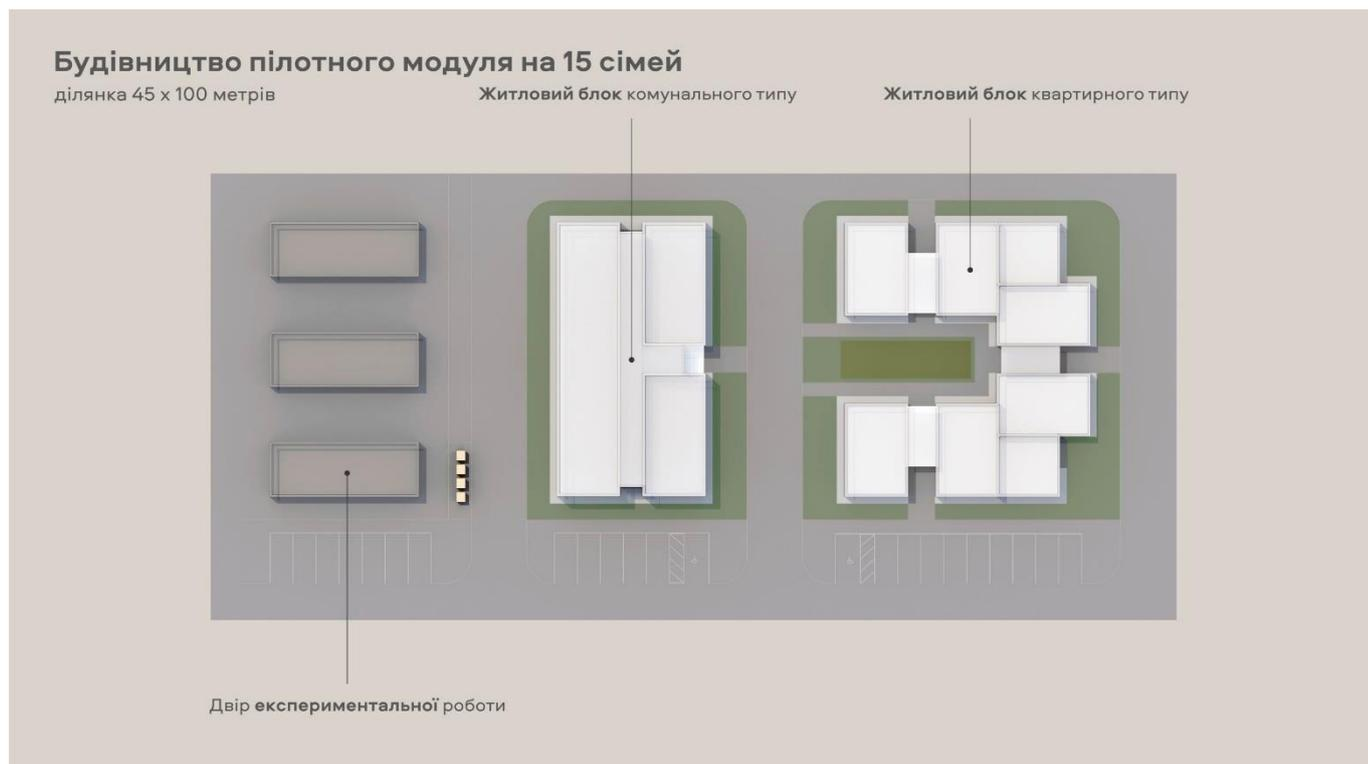 Будівництво пілотного модуля на 15 сімей
ділянка 45 х 100 метрів
Житловий блок комунального типу
Житловий блок квартирного типу
Двір експериментальної роботи